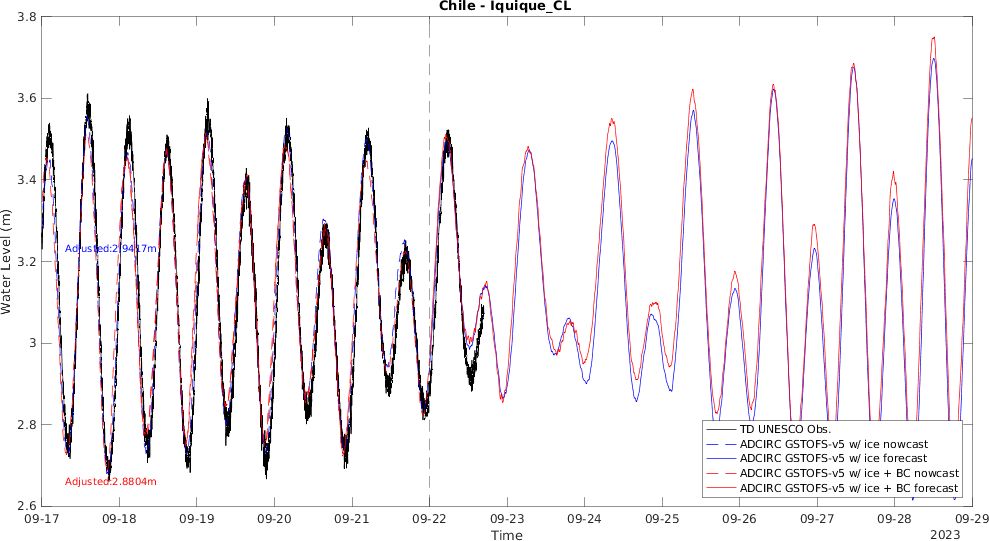 Chile - Iquique_CL
3.8
3.6
3.4
3.2
3
2.8
2.6
Water Level (m)
Adjusted:2.9417m
Adjusted:2.8804m
TD UNESCO Obs.
ADCIRC GSTOFS-v5 w/ ice nowcast
ADCIRC GSTOFS-v5 w/ ice forecast
ADCIRC GSTOFS-v5 w/ ice + BC nowcast
ADCIRC GSTOFS-v5 w/ ice + BC forecast
09-17 09-18 09-19 09-20 09-21 09-22 09-23 09-24 09-25 09-26 09-27 09-28 09-29
Time
2023